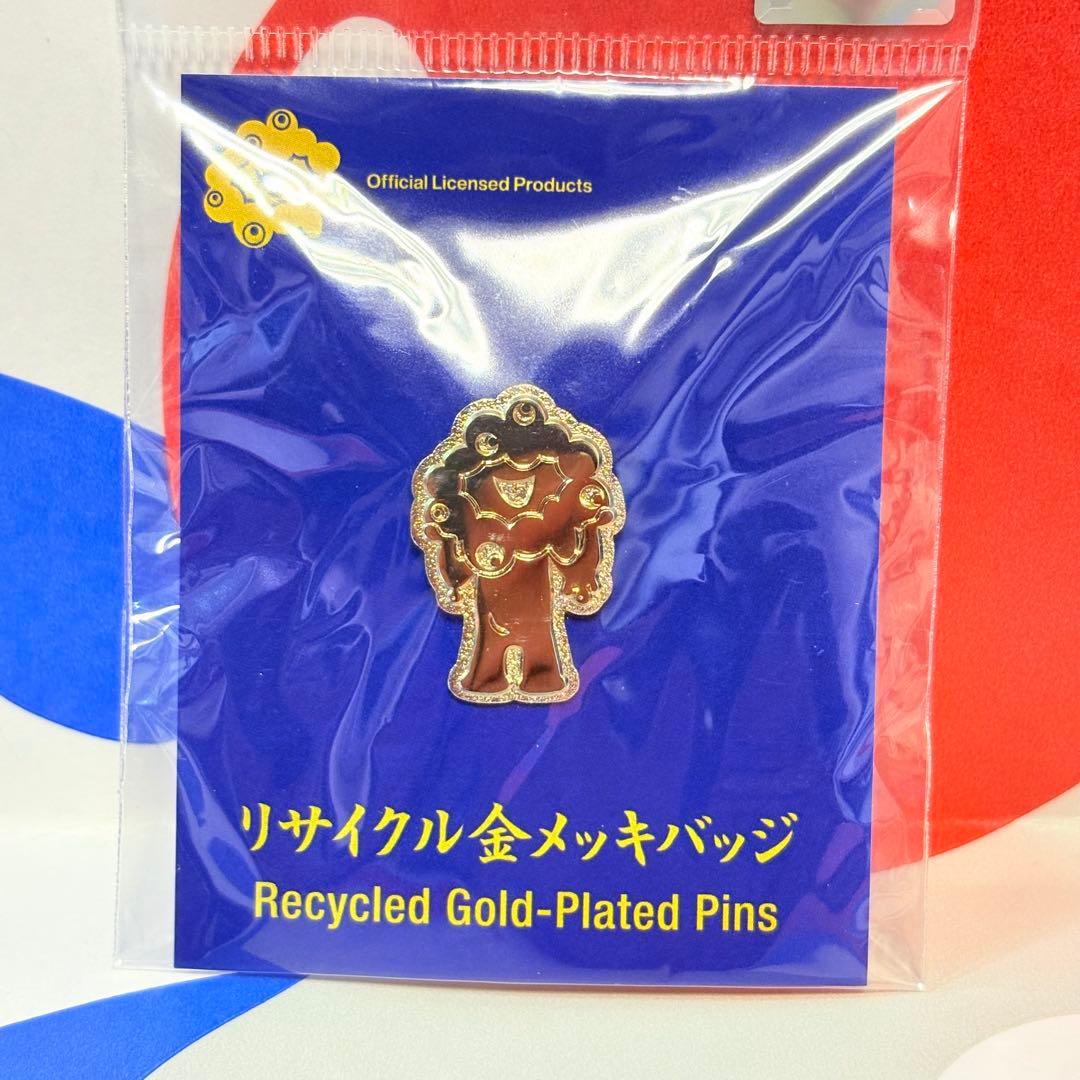 Official Licensed Products
リサイクル金メッキバッジ
Recycled Gold-Plated Pins